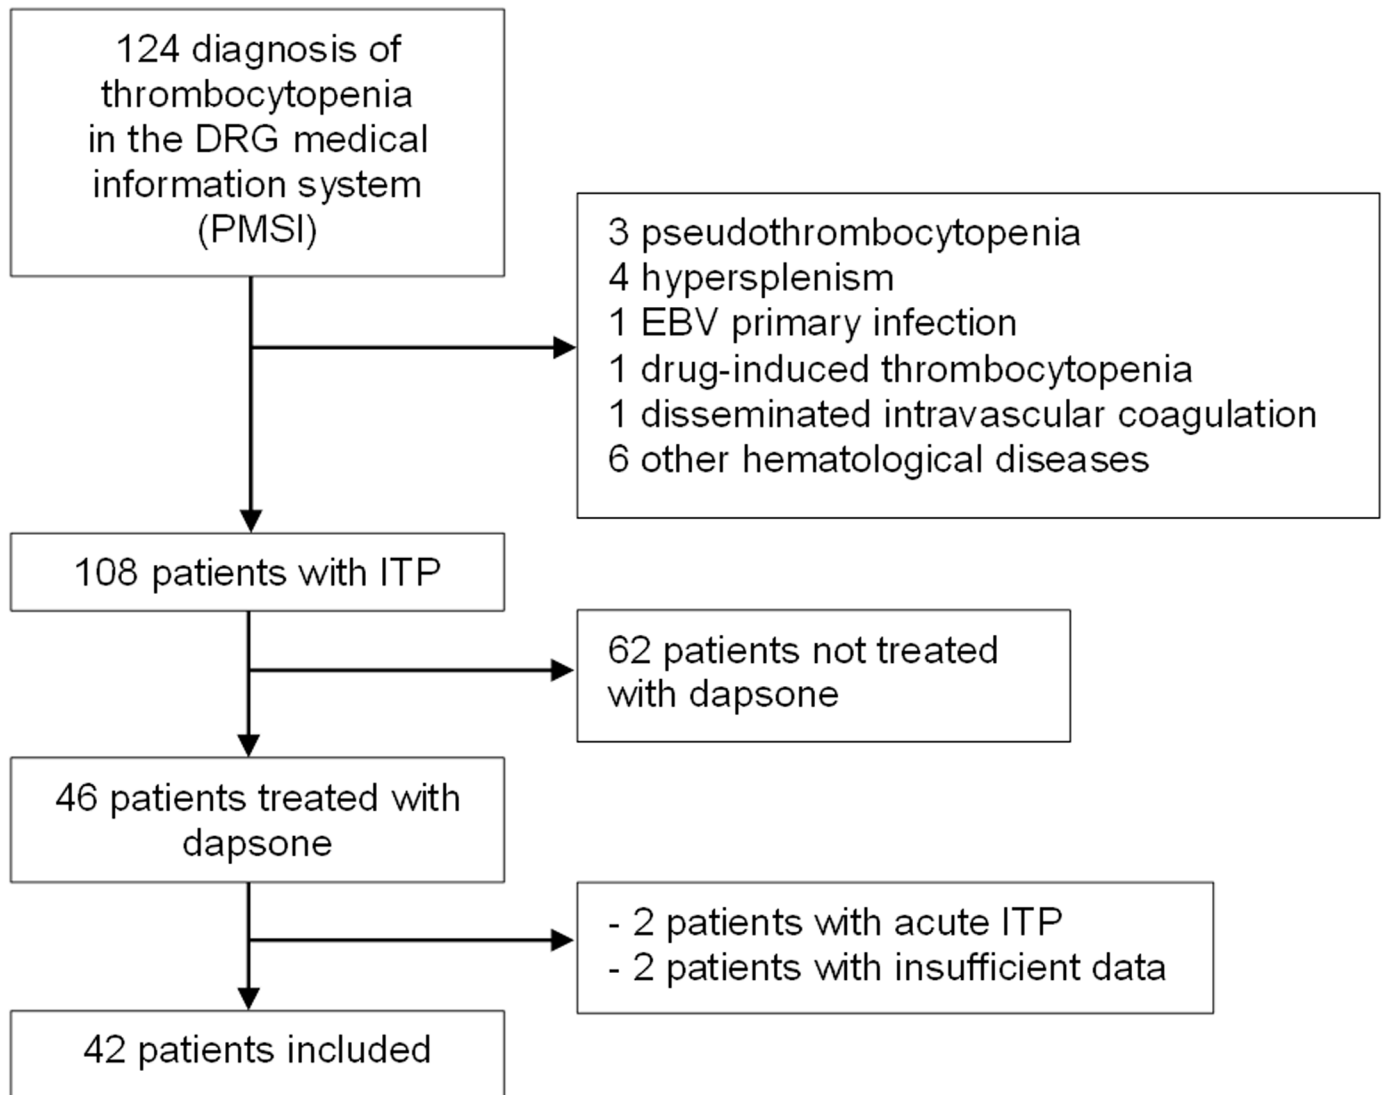 124 diagnosis of
thrombocytopenia
in the DRG medical
information system
(PMSI)
3 pseudothrombocytopenia
4 hypersplenism
1 EBV primary infection
1 drug-induced thrombocytopenia
1 disseminated intravascular coagulation
6 other hematological diseases
108 patients with ITP
62 patients not treated
with dapsone
46 patients treated with
dapsone
- 2 patients with acute ITP
- 2 patients with insufficient data
42 patients included